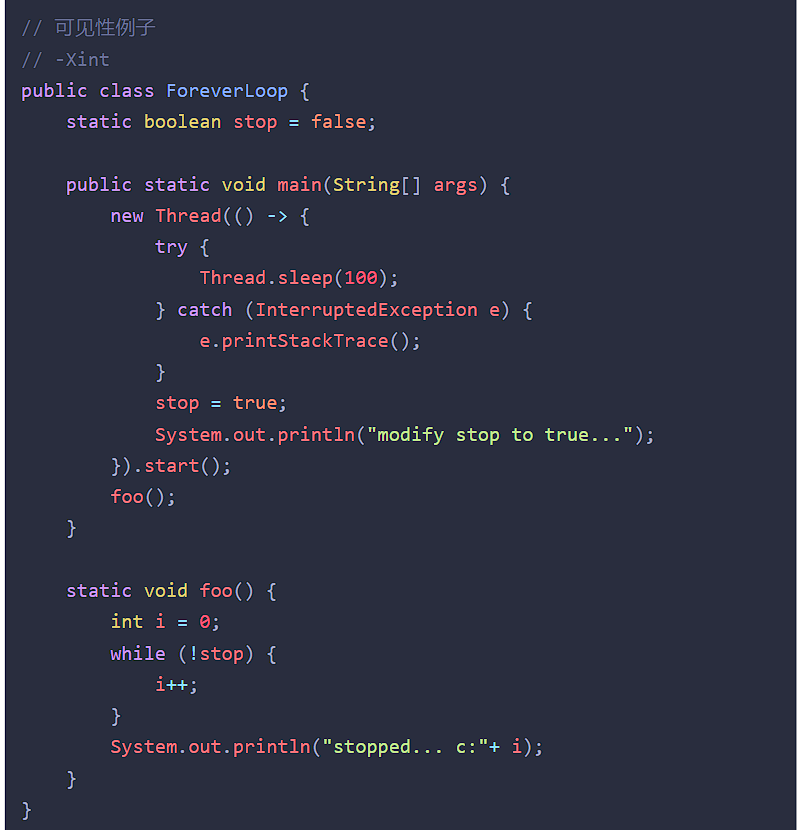 // 可见性例子
// -Xint
public class ForeverLoop {
    static boolean stop = false;

    public static void main(String[] args) {
        new Thread(() -> {
            try {
                Thread.sleep(100);
            } catch (InterruptedException e) {
                e.printStackTrace();
            }
            stop = true;
            System.out.println("modify stop to true...");
        }).start();
        foo();
    }

    static void foo() {
        int i = 0;
        while (!stop) {
            i++;
        }
        System.out.println("stopped... c:"+ i);
    }
}